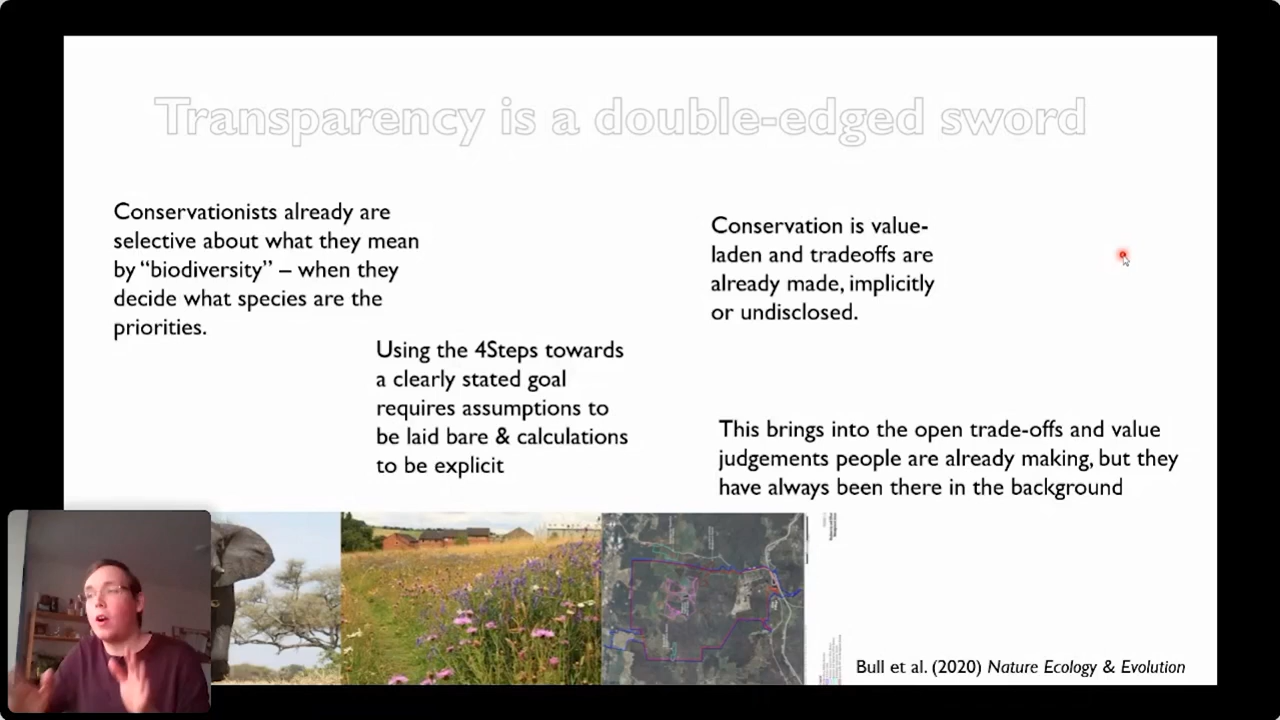 Transparency is a double-edged sword
Conservationists already are
selective about what they mean
by “biodiversity” – when they
decide what species are the
priorities.
Using the 4Steps towards
a clearly stated goal
requires assumptions to
be laid bare & calculations
to be explicit
Conservation is value-
laden and tradeoffs are
already made, implicitly
or undisclosed.
This brings into the open trade-offs and value
judgements people are already making, but they
have always been there in the background
Bull et al. (2020) Nature Ecology & Evolution